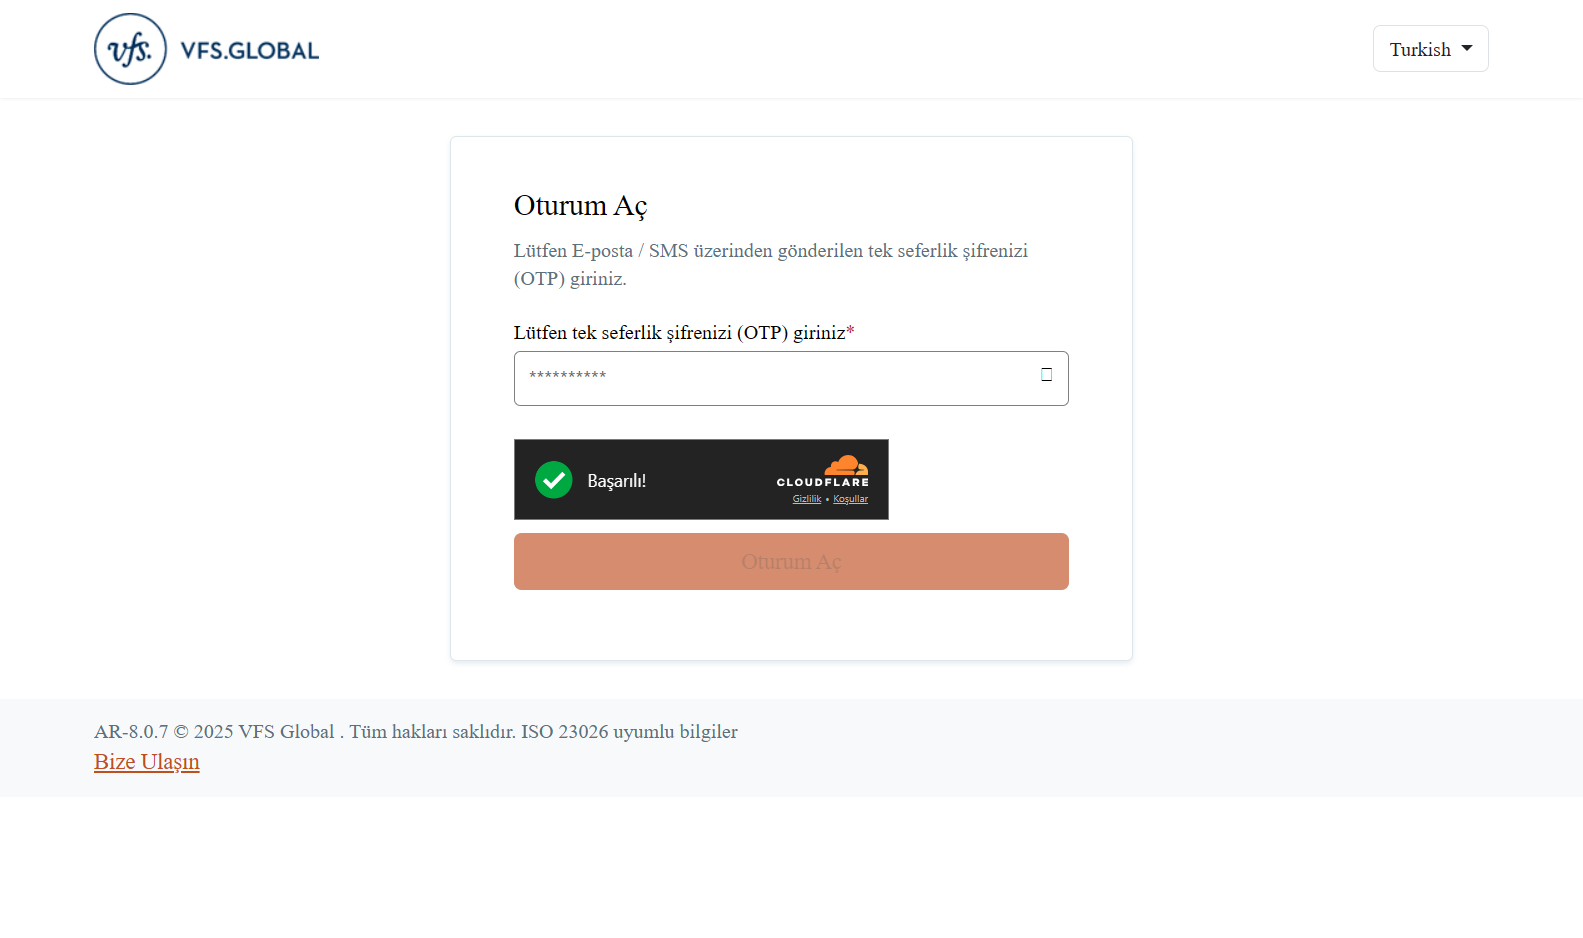 vfs. VFS.GLOBAL
Turkish
Oturum Aç
Lütfen E-posta / SMS üzerinden gönderilen tek seferlik şifrenizi
(OTP) giriniz.
Lütfen tek seferlik şifrenizi (OTP) giriniz*
**********
Başarılı!
CLOUDFLARE
Gizlilik • Koşullar
Oturum Aç
AR-8.0.7 © 2025 VFS Global . Tüm hakları saklıdır. ISO 23026 uyumlu bilgiler
Bize Ulaşın